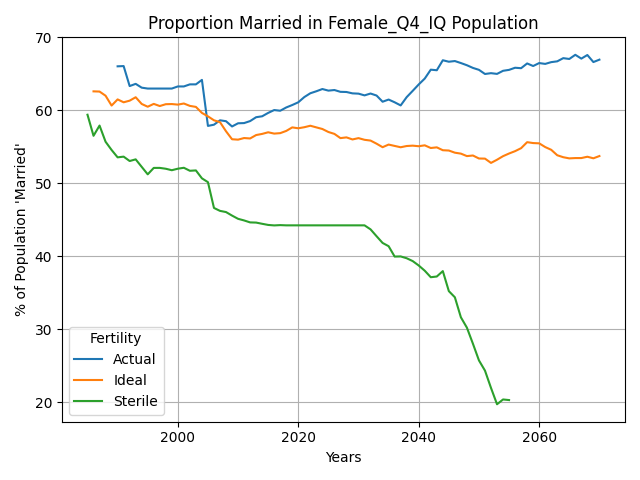 Proportion Married in Female_Q4_IQ Population
% of Population 'Married'
70
60
50
40
30
20
Fertility
Actual
Ideal
Sterile
2000
2020
2040
2060
Years